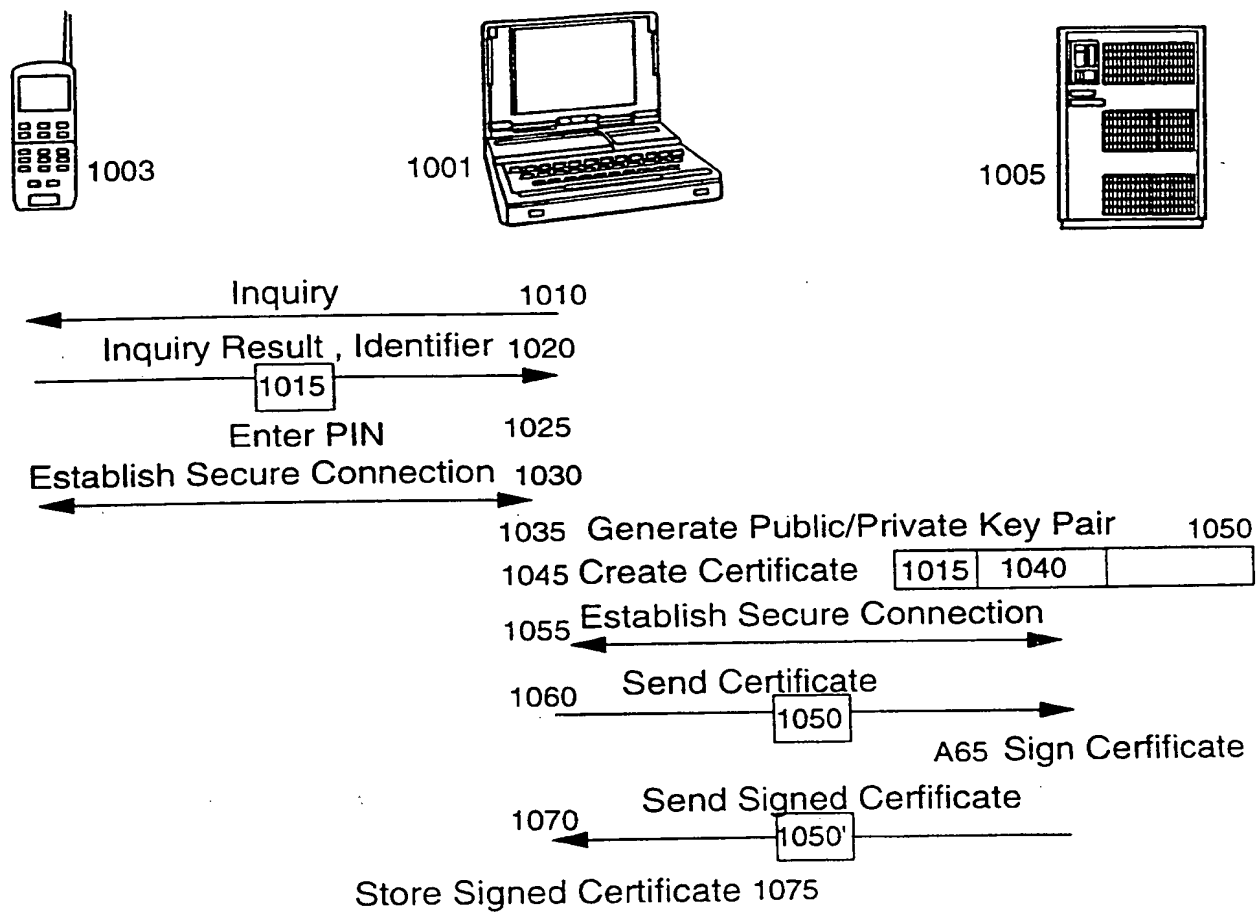 1003
1001
1005
Inquiry 1010
Inquiry Result , Identifier 1020
1015
Enter PIN 1025
Establish Secure Connection 1030
1035 Generate Public/Private Key Pair 1050
1045 Create Certificate 1015 1040
1055 Establish Secure Connection
1060 Send Certificate
1050
A65 Sign Cerfificate
Send Signed Cerfificate
1070
1050'
Store Signed Certificate 1075